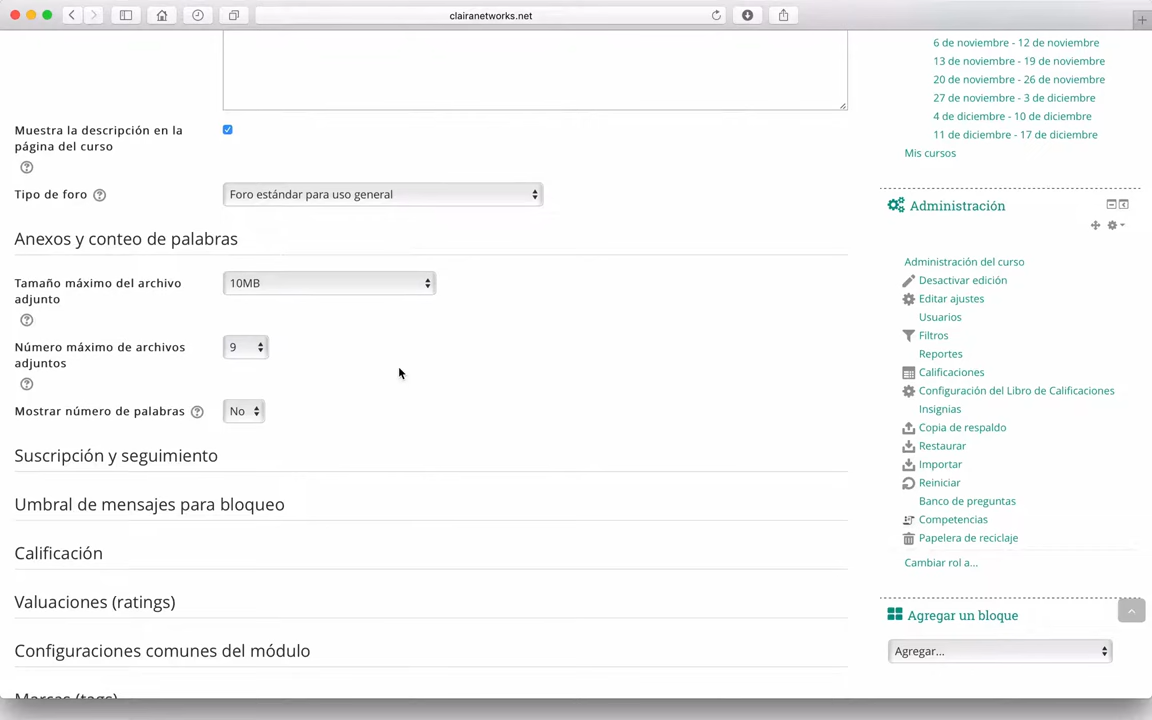 clairanetworks.net
Muestra la descripción en la
página del curso
Tipo de foro
Foro estándar para uso general
Anexos y conteo de palabras
Tamaño máximo del archivo
adjunto
10MB
Número máximo de archivos
adjuntos
9
Mostrar número de palabras
No
Suscripción y seguimiento
Umbral de mensajes para bloqueo
Calificación
Valuaciones (ratings)
Configuraciones comunes del módulo
Marcas (tags)
6 de noviembre - 12 de noviembre
13 de noviembre - 19 de noviembre
20 de noviembre - 26 de noviembre
27 de noviembre - 3 de diciembre
4 de diciembre - 10 de diciembre
11 de diciembre - 17 de diciembre
Mis cursos
Administración
Administración del curso
Desactivar edición
Editar ajustes
Usuarios
Filtros
Reportes
Calificaciones
Configuración del Libro de Calificaciones
Insignias
Copia de respaldo
Restaurar
Importar
Reiniciar
Banco de preguntas
Competencias
Papelera de reciclaje
Cambiar rol a...
Agregar un bloque
Agregar...